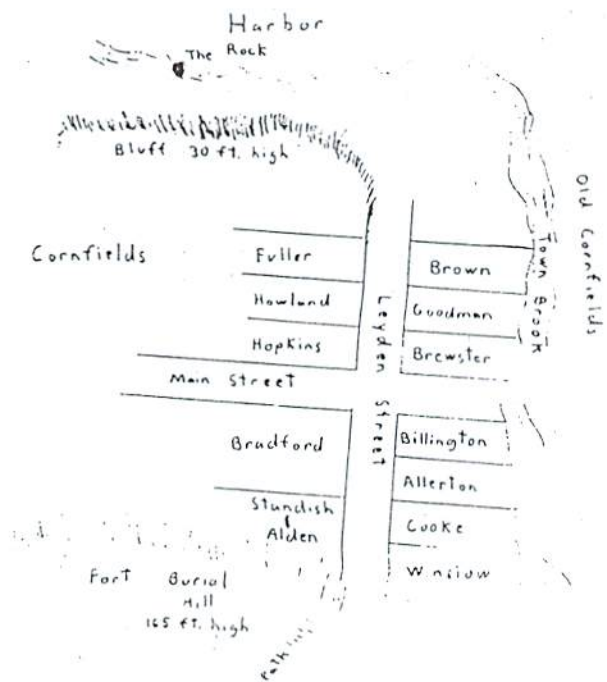 Harbor
The Rock
Bluff 30 ft. high
Old Cornfields
Town Brook
Cornfields
Fuller
Brown
Howland
Goodman
Leyden Street
Hopkins
Brewster
Main Street
Bradford
Billington
Allerton
Standish
&
Alden
Cooke
Winslow
Fort
Burial
Hill
165 ft. high
Path